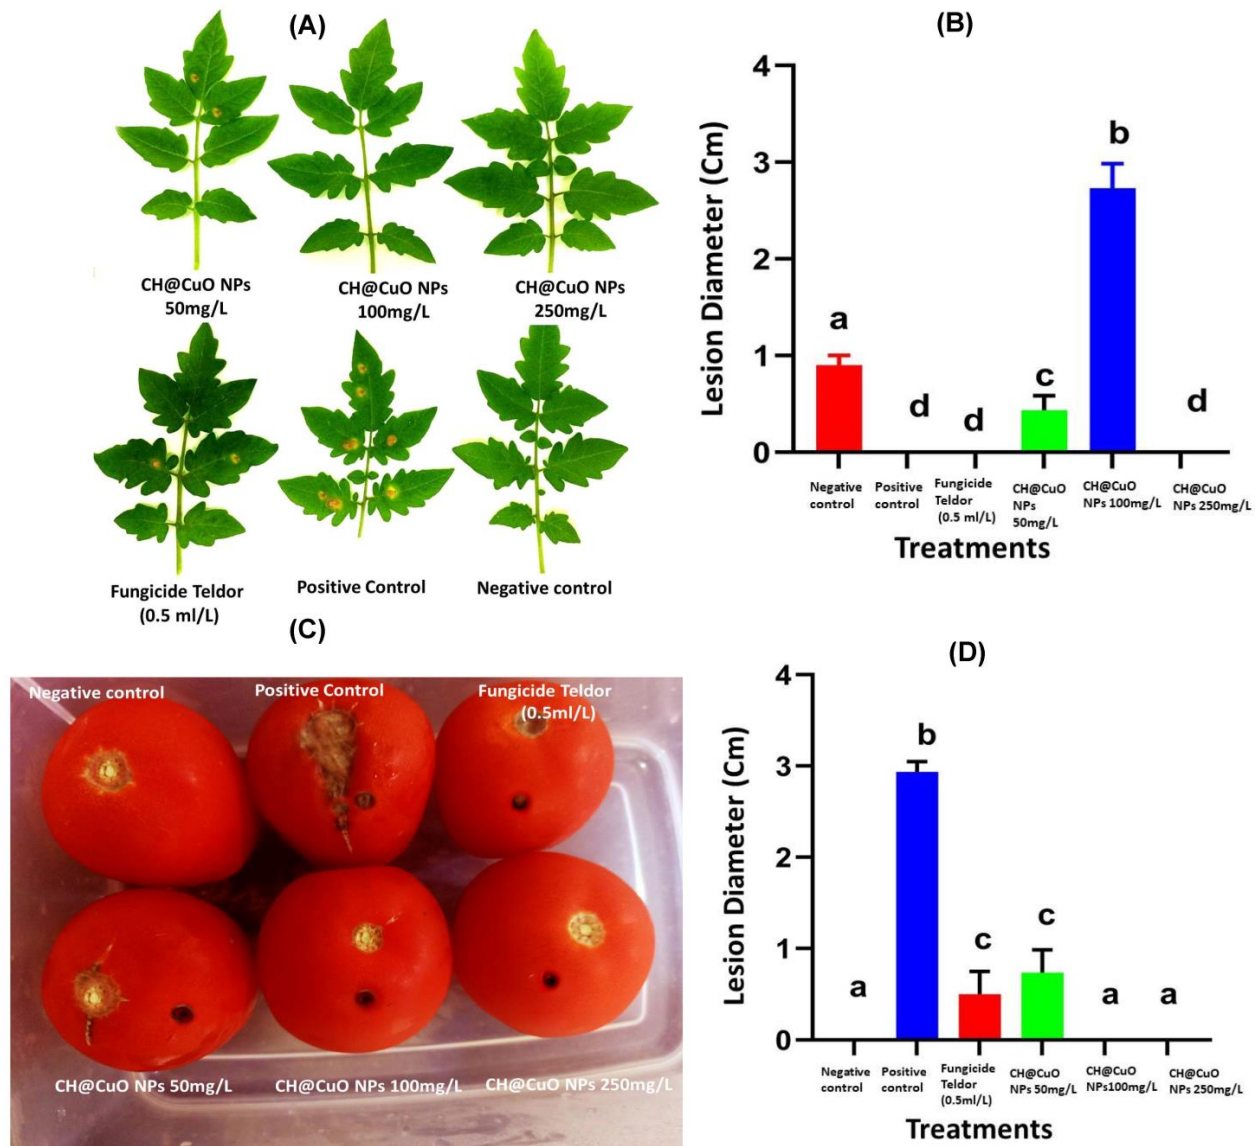 (A)
CH@CuO NPs
50mg/L
CH@CuO NPs
100mg/L
CH@CuO NPs
250mg/L
Fungicide Teldor
(0.5 ml/L)
Positive Control
Negative control
(B)
Lesion Diameter (Cm)
4
3
2
1
0
a
d
d
c
b
d
Negative
control
Positive
control
Fungicide
Teldor
(0.5 ml/L)
CH@CuO
NPs
50mg/L
CH@CuO
NPs 100mg/L
CH@CuO
NPs 250mg/L
Treatments
(C)
Negative control
Positive Control
Fungicide Teldor
(0.5ml/L)
CH@CuO NPs 50mg/L
CH@CuO NPs 100mg/L
CH@CuO NPs 250mg/L
(D)
Lesion Diameter (Cm)
4
3
2
1
0
a
b
c
c
a
a
Negative
control
Positive
control
Fungicide
Teldor
(0.5ml/L)
CH@CuO
NPs 50mg/L
CH@CuO
NPs100mg/L
CH@CuO
NPs 250mg/L
Treatments